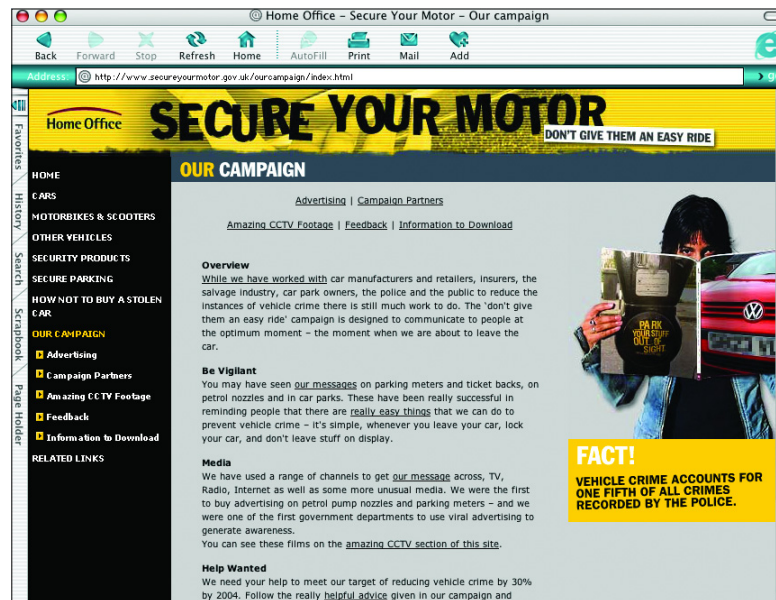 Home Office – Secure Your Motor – Our campaign
Back Forward Stop Refresh Home AutoFill Print Mail Add
Address: http://www.secureyourmotor.gov.uk/ourcampaign/index.html
Favorites
History
Search
Scrapbook
Page Holder
Home Office
SECURE YOUR MOTOR
DON'T GIVE THEM AN EASY RIDE
HOME
CARS
MOTORBIKES & SCOOTERS
OTHER VEHICLES
SECURITY PRODUCTS
SECURE PARKING
HOW NOT TO BUY A STOLEN
CAR
OUR CAMPAIGN
Advertising
Campaign Partners
Amazing CCTV Footage
Feedback
Information to Download
RELATED LINKS
OUR CAMPAIGN
Advertising | Campaign Partners
Amazing CCTV Footage | Feedback | Information to Download
Overview
While we have worked with car manufacturers and retailers, insurers, the
salvage industry, car park owners, the police and the public to reduce the
instances of vehicle crime there is still much work to do. The 'don't give
them an easy ride' campaign is designed to communicate to people at
the optimum moment – the moment when we are about to leave the
car.
Be Vigilant
You may have seen our messages on parking meters and ticket backs, on
petrol nozzles and in car parks. These have been really successful in
reminding people that there are really easy things that we can do to
prevent vehicle crime – it's simple, whenever you leave your car, lock
your car, and don't leave stuff on display.
Media
We have used a range of channels to get our message across, TV,
Radio, Internet as well as some more unusual media. We were the first
to buy advertising on petrol pump nozzles and parking meters – and we
were one of the first government departments to use viral advertising to
generate awareness.
You can see these films on the amazing CCTV section of this site.
Help Wanted
We need your help to meet our target of reducing vehicle crime by 30%
by 2004. Follow the really helpful advice given in our campaign and
PARK
YOUR STUFF
OUT OF
SIGHT
FACT!
VEHICLE CRIME ACCOUNTS FOR
ONE FIFTH OF ALL CRIMES
RECORDED BY THE POLICE.